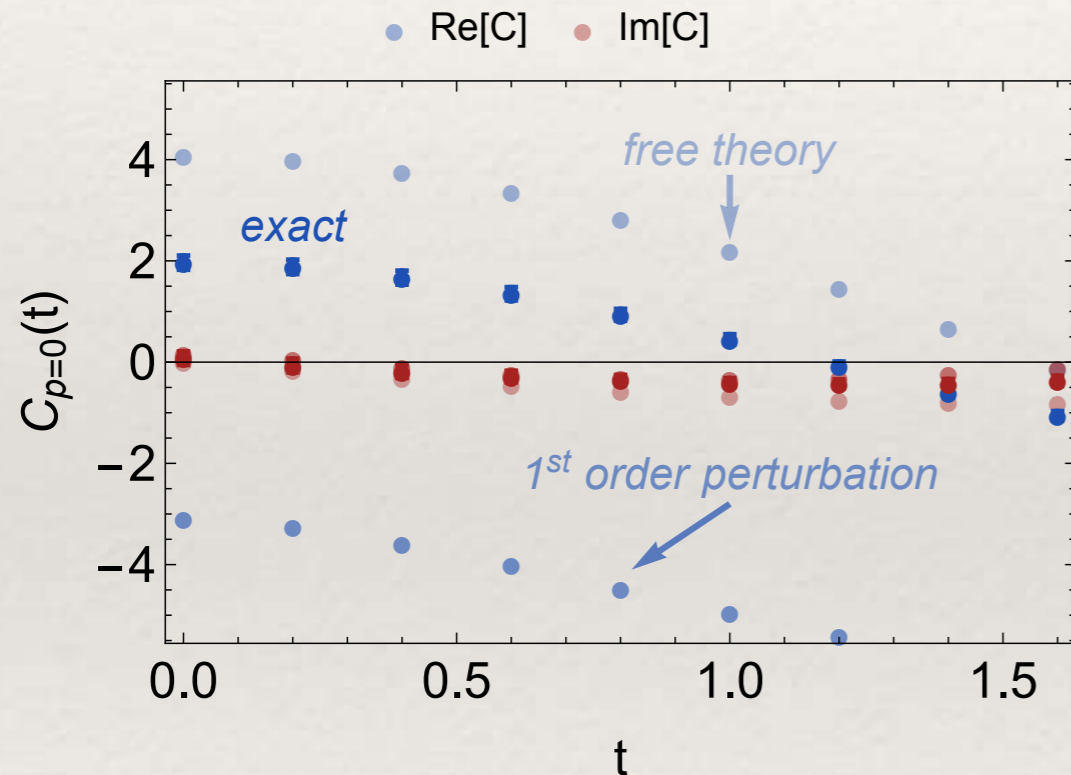 Re[C] Im[C]
free theory
exact
1st order perturbation
C_{p=0}(t)
4
2
0
−2
−4
0.0 0.5 1.0 1.5
t